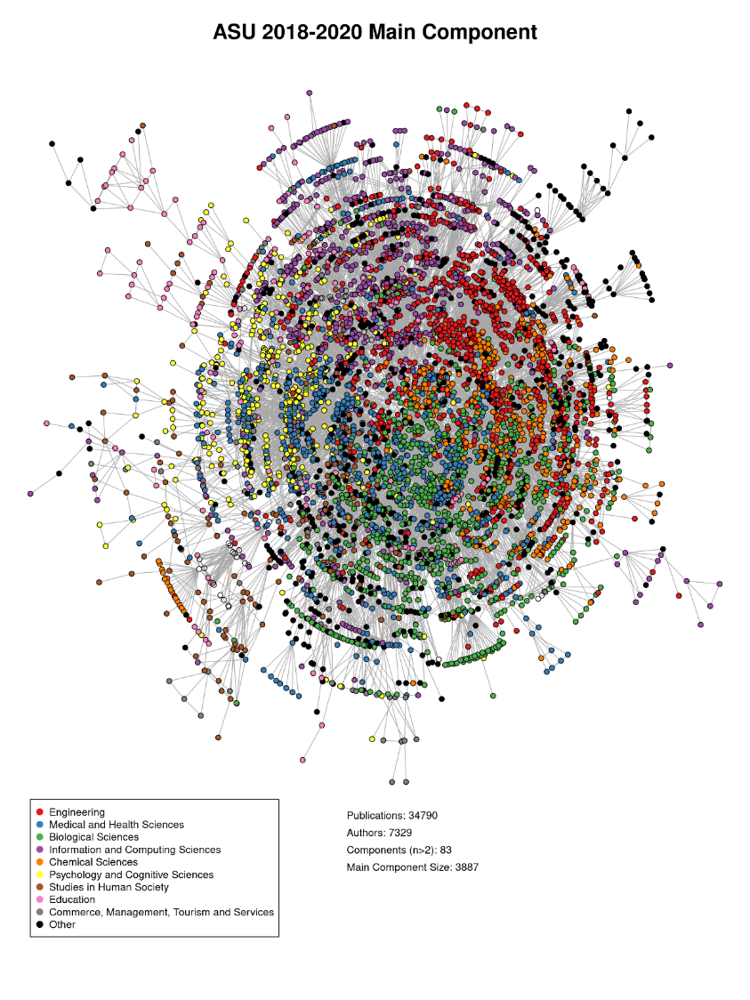 ASU 2018-2020 Main Component
Engineering
Medical and Health Sciences
Biological Sciences
Information and Computing Sciences
Chemical Sciences
Psychology and Cognitive Sciences
Studies in Human Society
Education
Commerce, Management, Tourism and Services
Other
Publications: 34790
Authors: 7329
Components (n>2): 83
Main Component Size: 3887